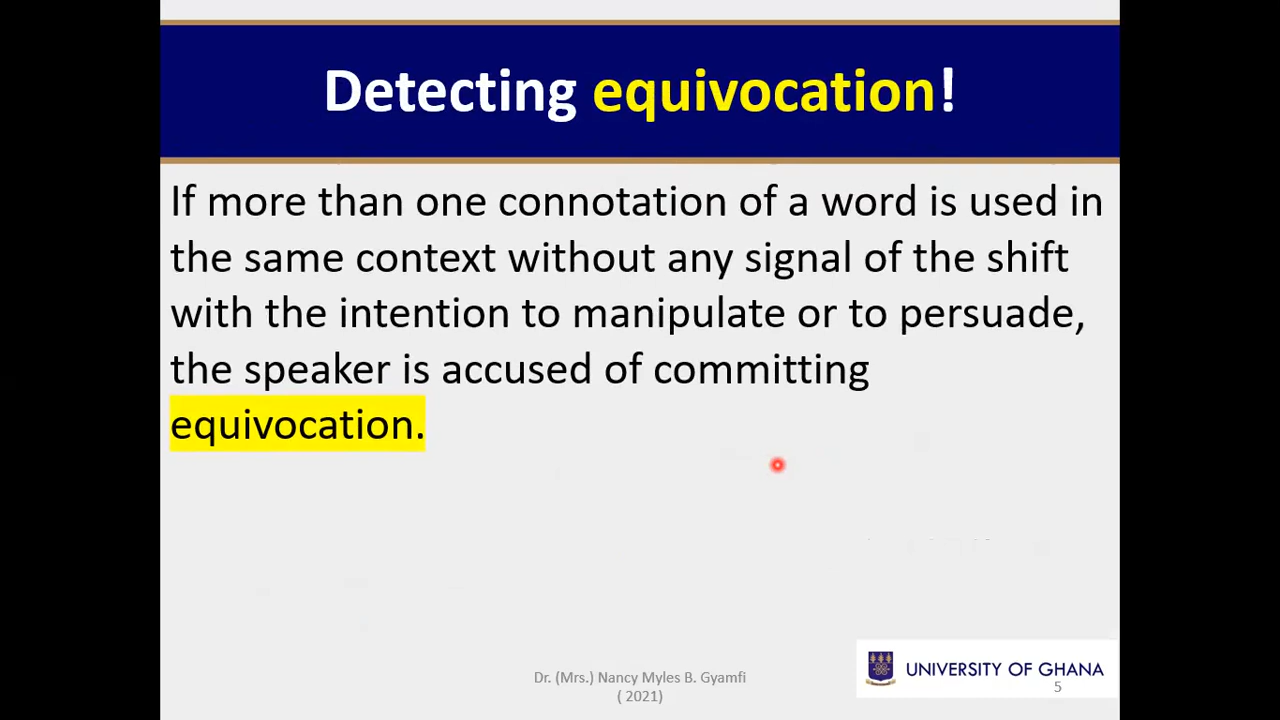 Detecting equivocation!
If more than one connotation of a word is used in
the same context without any signal of the shift
with the intention to manipulate or to persuade,
the speaker is accused of committing
equivocation.
Dr. (Mrs.) Nancy Myles B. Gyamfi
( 2021)
UNIVERSITY OF GHANA
5